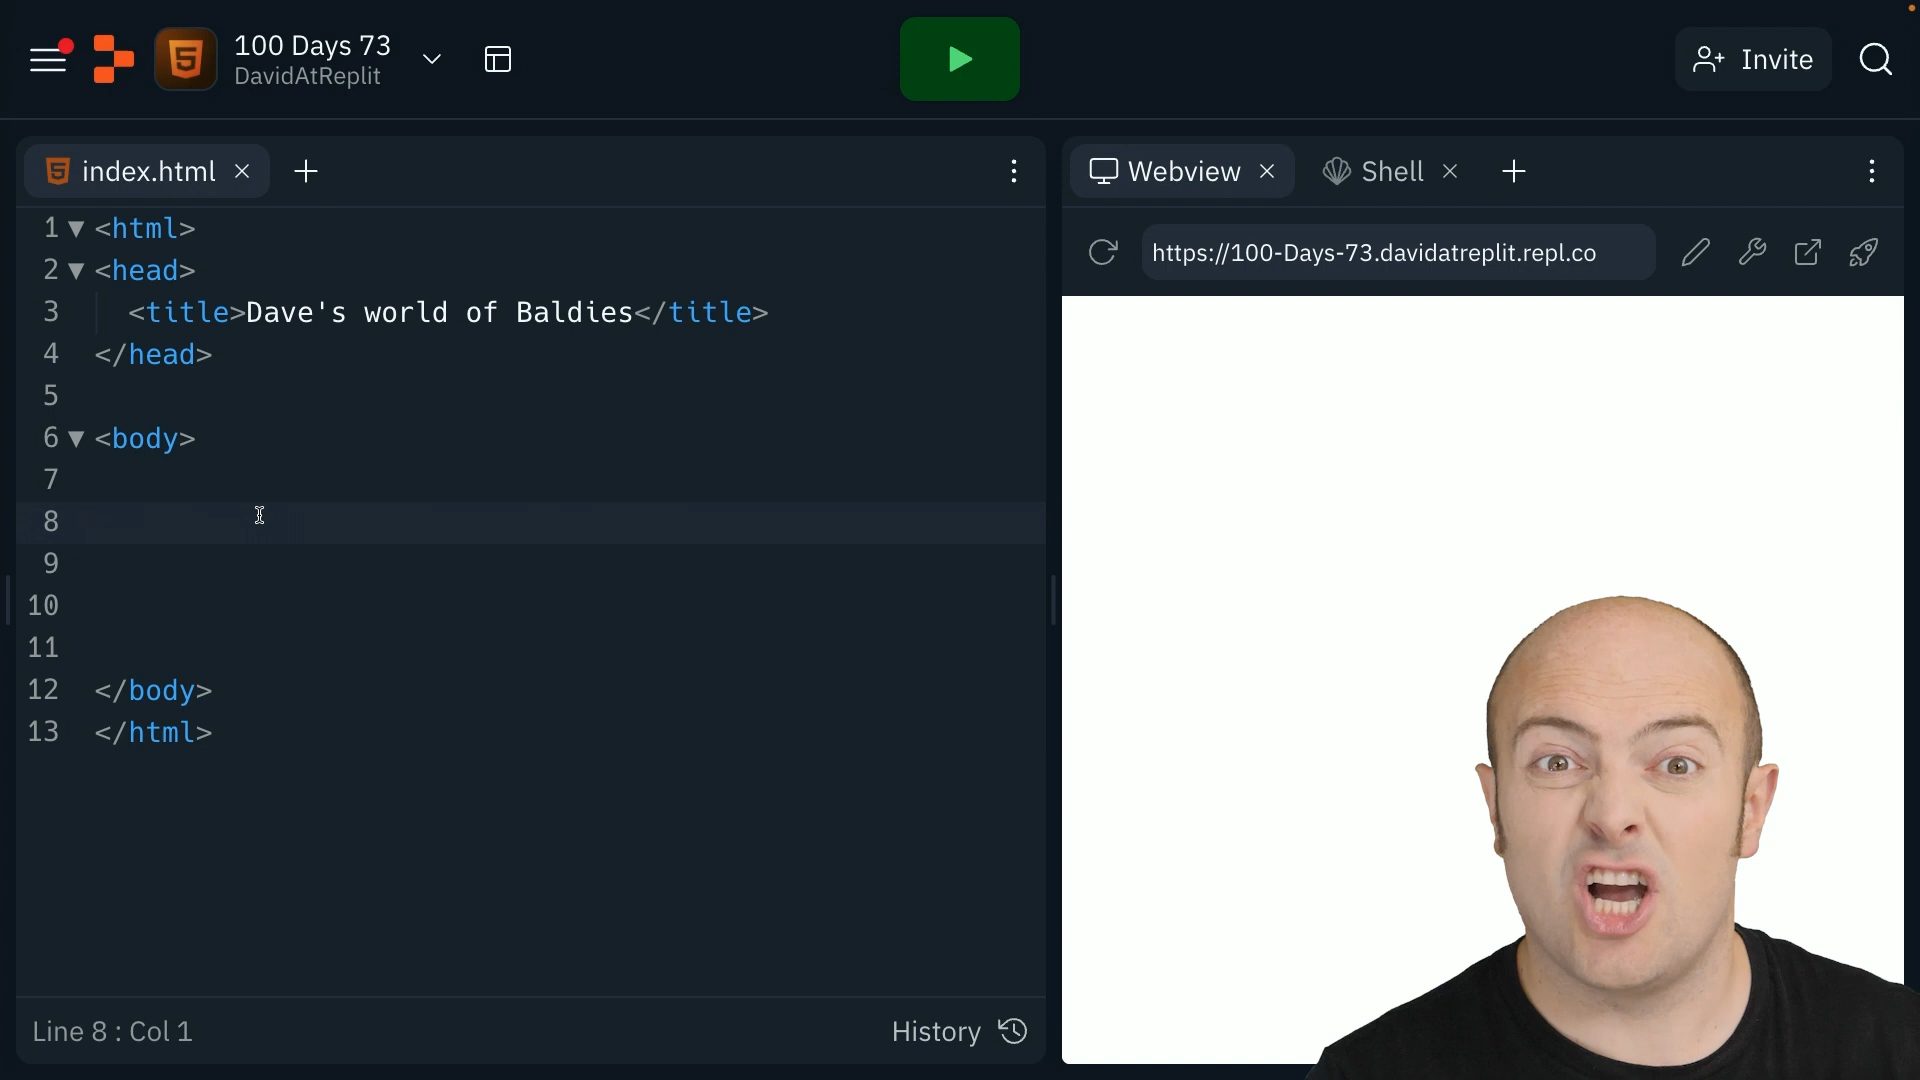 100 Days 73
DavidAtReplit
Invite
index.html
1 <html>
2 <head>
3 <title>Dave's world of Baldies</title>
4 </head>
5
6 <body>
7
8
9
10
11
12 </body>
13 </html>
Line 8 : Col 1
History
Webview
Shell
https://100-Days-73.davidatreplit.repl.co